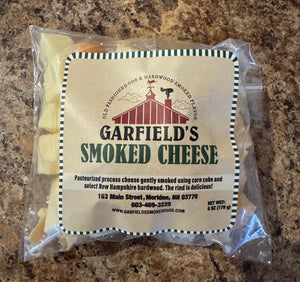 OLD FASHIONED COB & HARDWOOD SMOKED FLAVOR
GARFIELD'S
SMOKED CHEESE
Pasteurized process cheese gently smoked using corn cobs and
select New Hampshire hardwood. The rind is delicious!
163 Main Street, Meriden, NH 03770
603-469-3225
WWW.GARFIELDSSMOKEHOUSE.COM
NET WGT:
6 OZ (170 g)